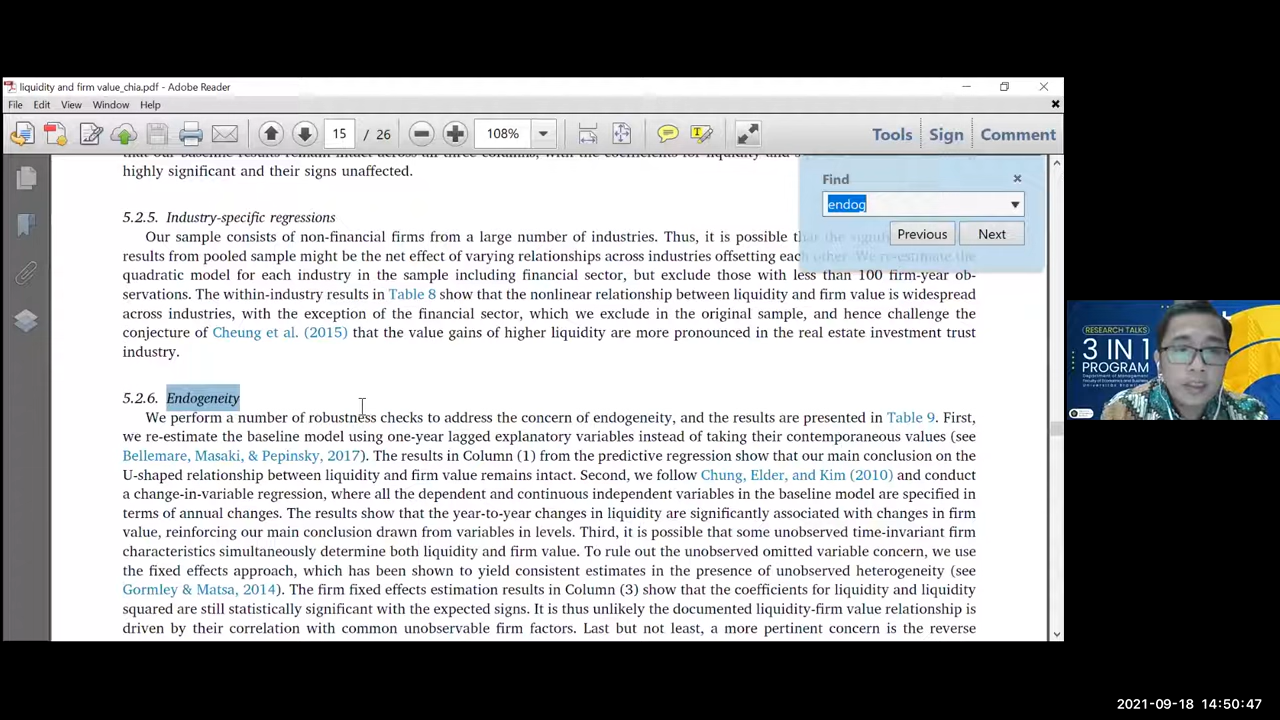 liquidity and firm value_chia.pdf - Adobe Reader
File Edit View Window Help
15 / 26 108% Tools Sign Comment
highly significant and their signs unaffected.
Find
endog
Previous Next
5.2.5. Industry-specific regressions
Our sample consists of non-financial firms from a large number of industries. Thus, it is possible that the
results from pooled sample might be the net effect of varying relationships across industries offsetting each other. We re-estimate the
quadratic model for each industry in the sample including financial sector, but exclude those with less than 100 firm-year ob-
servations. The within-industry results in Table 8 show that the nonlinear relationship between liquidity and firm value is widespread
across industries, with the exception of the financial sector, which we exclude in the original sample, and hence challenge the
conjecture of Cheung et al. (2015) that the value gains of higher liquidity are more pronounced in the real estate investment trust
industry.
5.2.6. Endogeneity
We perform a number of robustness checks to address the concern of endogeneity, and the results are presented in Table 9. First,
we re-estimate the baseline model using one-year lagged explanatory variables instead of taking their contemporaneous values (see
Bellemare, Masaki, & Pepinsky, 2017). The results in Column (1) from the predictive regression show that our main conclusion on the
U-shaped relationship between liquidity and firm value remains intact. Second, we follow Chung, Elder, and Kim (2010) and conduct
a change-in-variable regression, where all the dependent and continuous independent variables in the baseline model are specified in
terms of annual changes. The results show that the year-to-year changes in liquidity are significantly associated with changes in firm
value, reinforcing our main conclusion drawn from variables in levels. Third, it is possible that some unobserved time-invariant firm
characteristics simultaneously determine both liquidity and firm value. To rule out the unobserved omitted variable concern, we use
the fixed effects approach, which has been shown to yield consistent estimates in the presence of unobserved heterogeneity (see
Gormley & Matsa, 2014). The firm fixed effects estimation results in Column (3) show that the coefficients for liquidity and liquidity
squared are still statistically significant with the expected signs. It is thus unlikely the documented liquidity-firm value relationship is
driven by their correlation with common unobservable firm factors. Last but not least, a more pertinent concern is the reverse
RESEARCH TALKS
3 IN 1
PROGRAM
2021-09-18 14:50:47